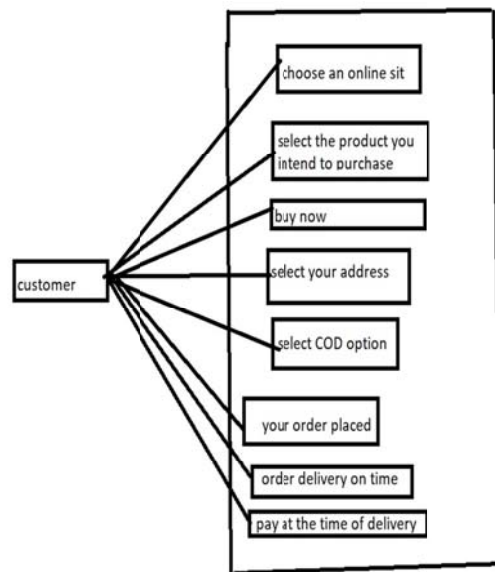 choose an online sit
select the product you
intend to purchase
buy now
select your address
customer
select COD option
your order placed
order delivery on time
pay at the time of delivery